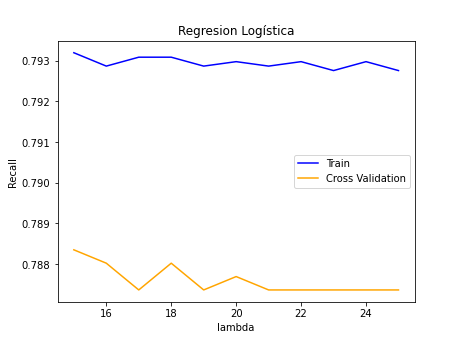 Regresion Logística
0.793
0.792
0.791
0.790
0.789
0.788
Recall
Train
Cross Validation
16 18 20 22 24
lambda